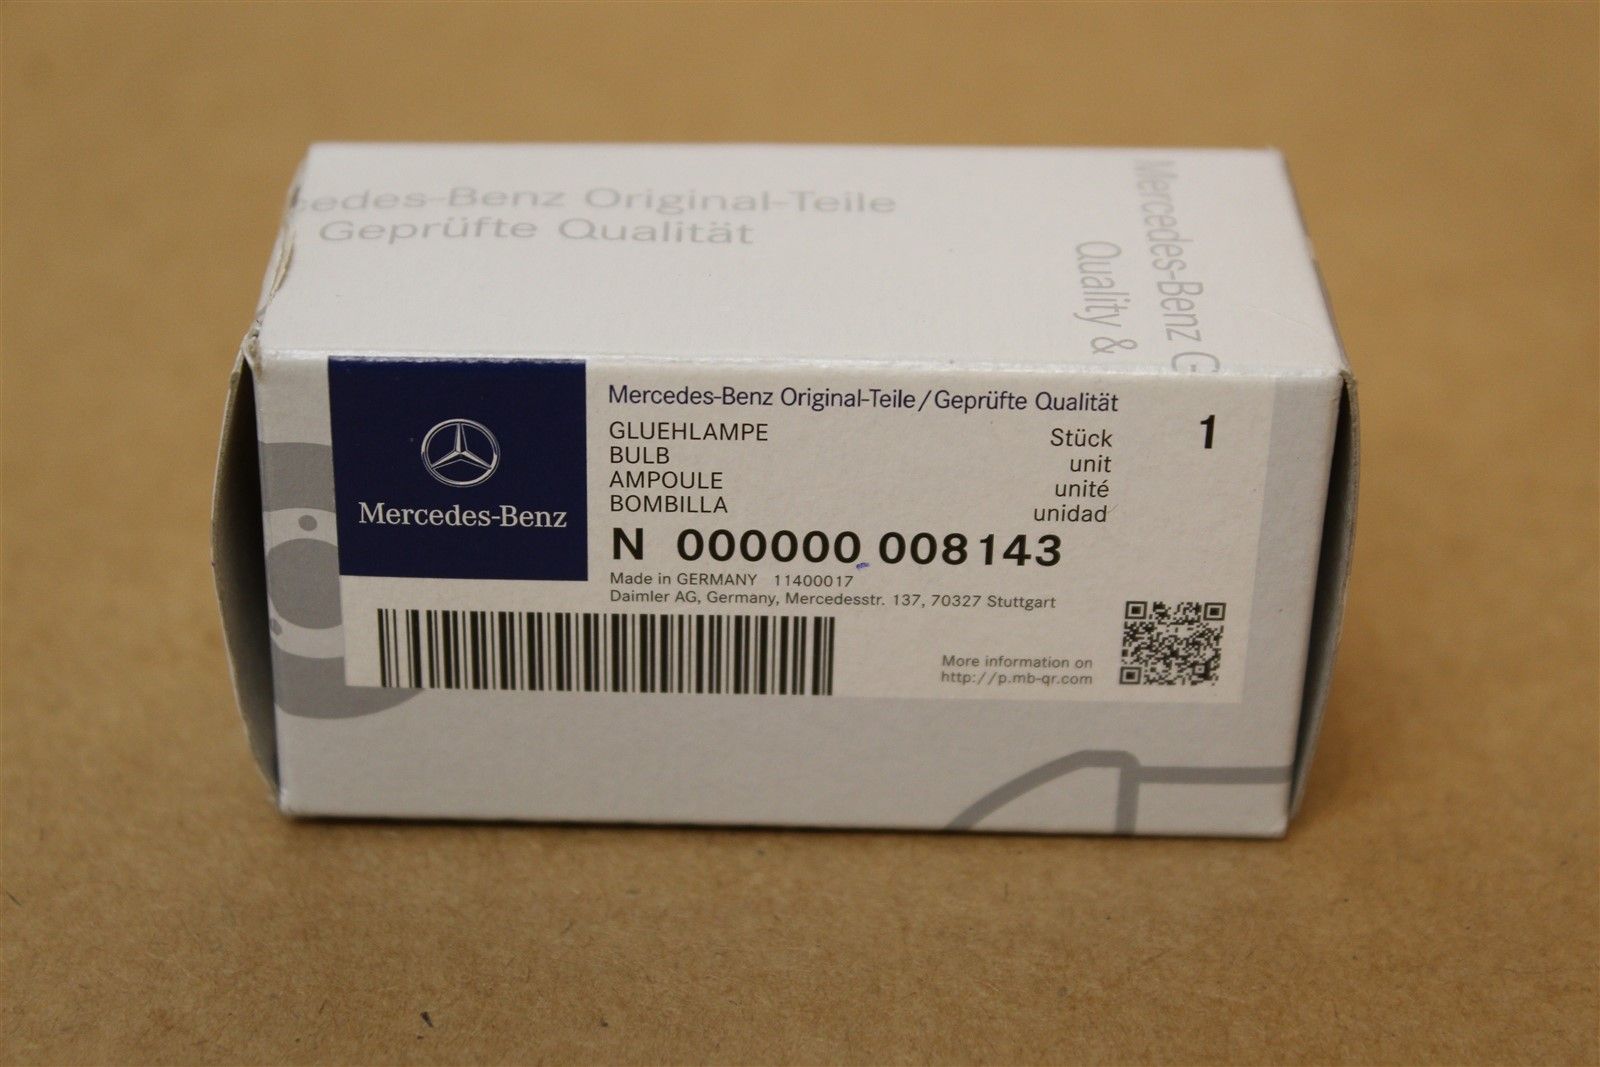 cedes-Benz Original-Teile
Geprüfte Qualität
Mercedes-Benz
Quality &
Mercedes-Benz
Mercedes-Benz Original-Teile/Geprüfte Qualität
GLUEHLAMPE
BULB
AMPOULE
BOMBILLA
Stück
unit
unité
unidad
1
N 000000 008143
Made in GERMANY 11400017
Daimler AG, Germany, Mercedesstr. 137, 70327 Stuttgart
More information on
http://p.mb-qr.com